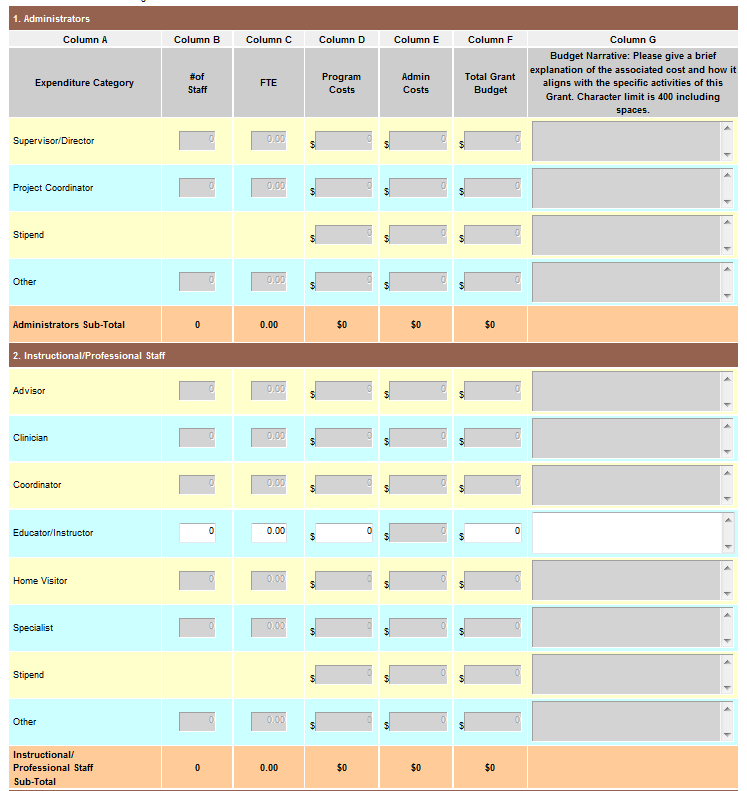 1. Administrators
Column A Column B Column C Column D Column E Column F Column G
Expenditure Category #of Staff FTE Program Costs Admin Costs Total Grant Budget Budget Narrative: Please give a brief explanation of the associated cost and how it aligns with the specific activities of this Grant. Character limit is 400 including spaces.
Supervisor/Director 0 0.00 $ 0 $ 0 $ 0
Project Coordinator 0 0.00 $ 0 $ 0 $ 0
Stipend $ 0 $ 0 $ 0
Other 0 0.00 $ 0 $ 0 $ 0
Administrators Sub-Total 0 0.00 $0 $0 $0
2. Instructional/Professional Staff
Advisor 0 0.00 $ 0 $ 0 $ 0
Clinician 0 0.00 $ 0 $ 0 $ 0
Coordinator 0 0.00 $ 0 $ 0 $ 0
Educator/Instructor 0 0.00 $ 0 $ 0 $ 0
Home Visitor 0 0.00 $ 0 $ 0 $ 0
Specialist 0 0.00 $ 0 $ 0 $ 0
Stipend $ 0 $ 0 $ 0
Other 0 0.00 $ 0 $ 0 $ 0
Instructional/
Professional Staff 0 0.00 $0 $0 $0
Sub-Total